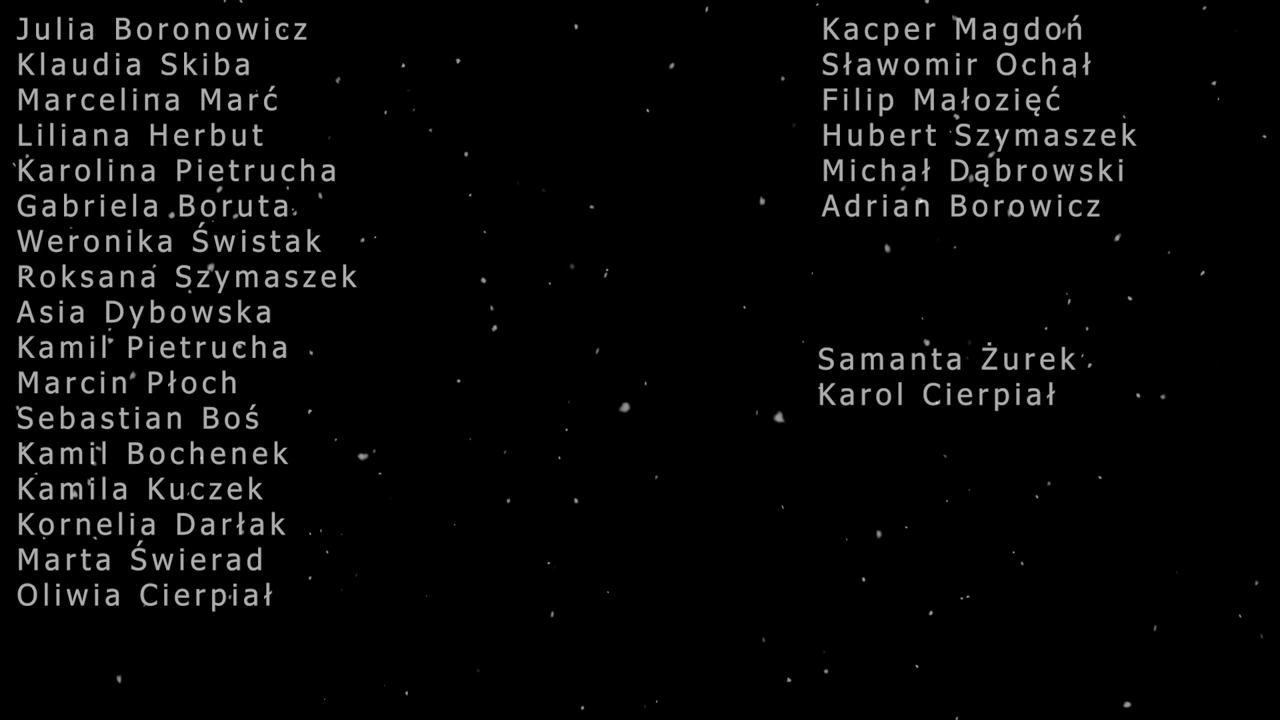 Julia Boronowicz
Klaudia Skiba
Marcelina Marć
Liliana Herbut
Karolina Pietrucha
Gabriela Boruta
Weronika Świstak
Roksana Szymaszek
Asia Dybowska
Kamil Pietrucha
Marcin Płoch
Sebastian Boś
Kamil Bochenek
Kamila Kuczek
Kornelia Darłak
Marta Świerad
Oliwia Cierpiał
Kacper Magdoń
Sławomir Ochał
Filip Małozięć
Hubert Szymaszek
Michał Dąbrowski
Adrian Borowicz
Samanta Żurek
Karol Cierpiał